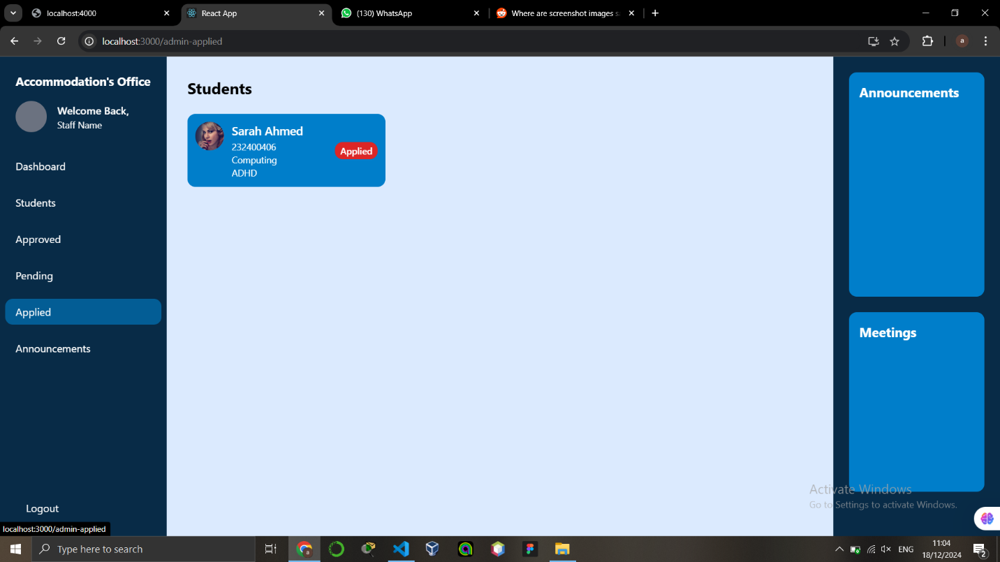 localhost:4000
React App
(130) WhatsApp
Where are screenshot images s
localhost:3000/admin-applied
a
Accommodation's Office
Welcome Back,
Staff Name
Dashboard
Students
Approved
Pending
Applied
Announcements
Logout
localhost:3000/admin-applied
Students
Sarah Ahmed
232400406
Computing
ADHD
Applied
Announcements
Meetings
Activate Windows
Go to Settings to activate Windows.
Type here to search
a
ENG
11:04
18/12/2024
2